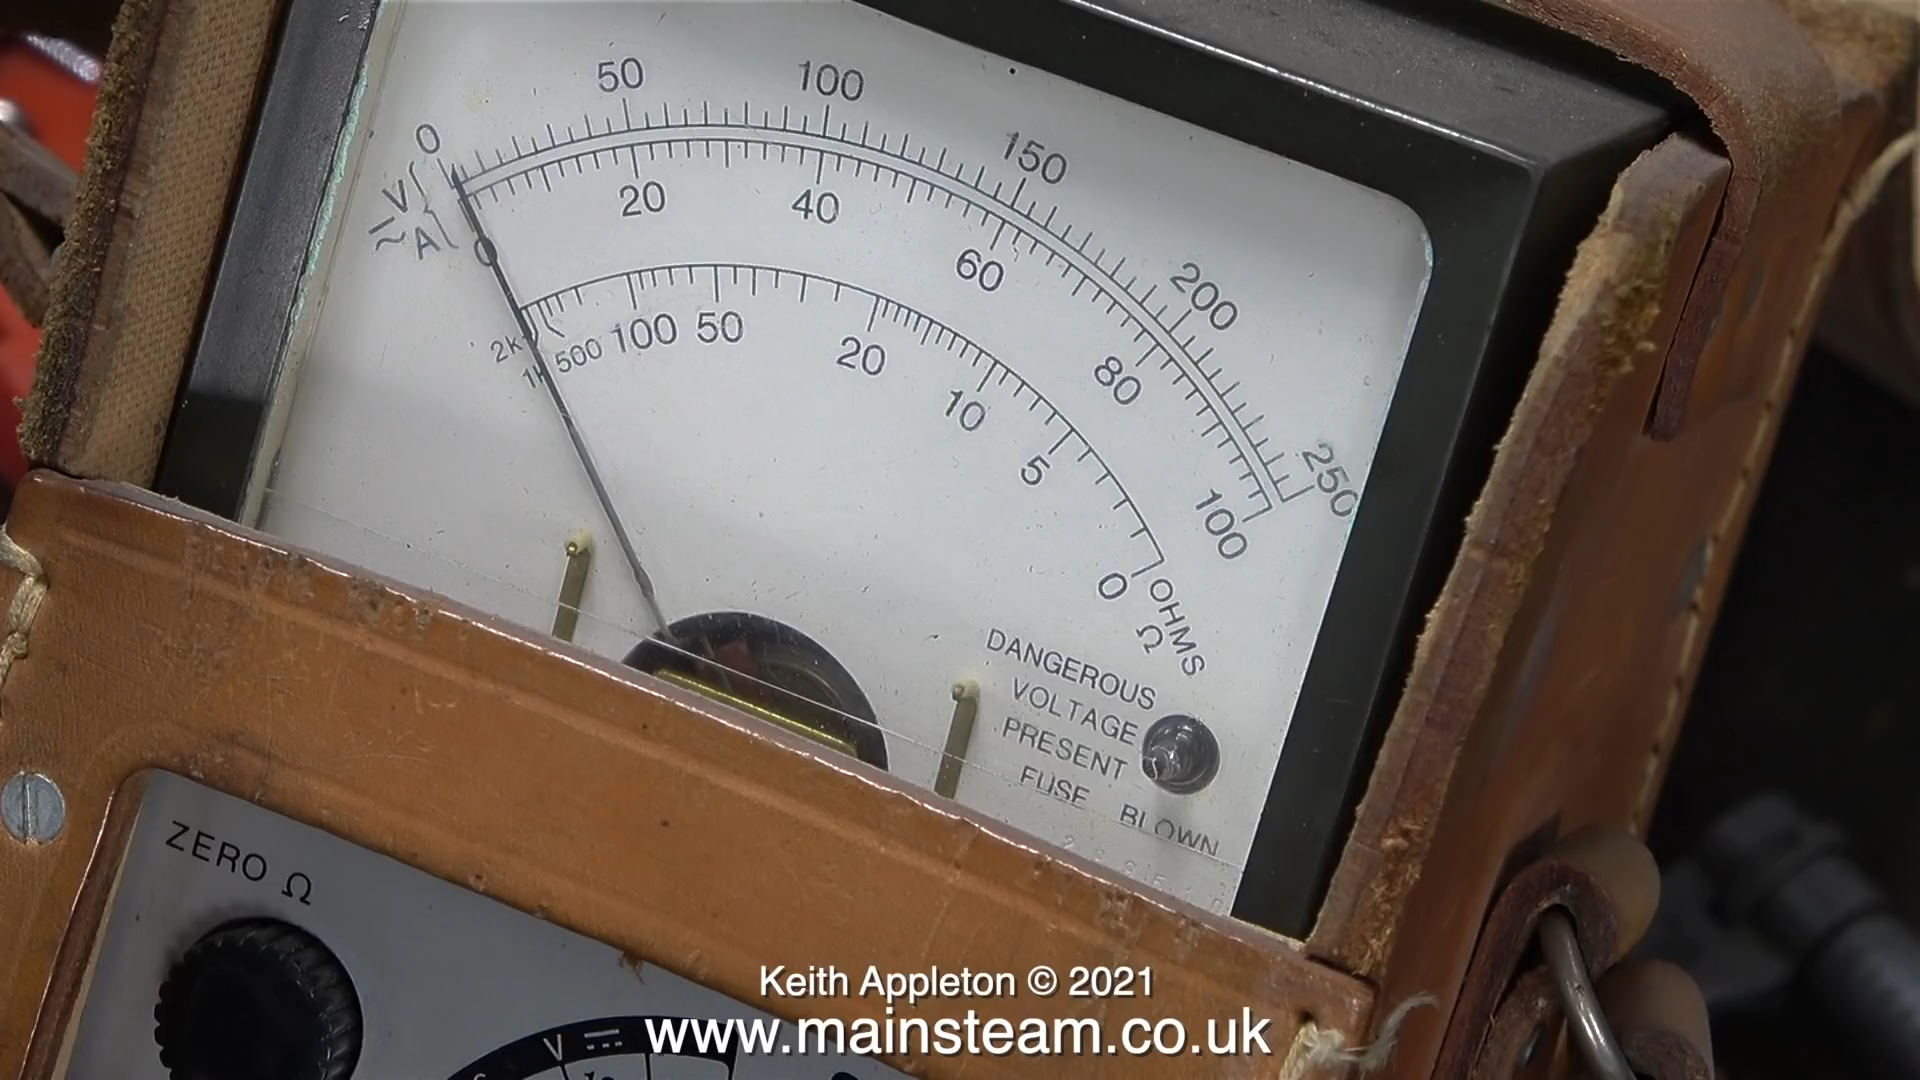 0 50 100 150 200 250
V
A
0 20 40 60 80 100
2k 1k 500 100 50 20 10 5 0
OHMS
Ω
DANGEROUS
VOLTAGE
PRESENT
FUSE BLOWN
ZERO Ω
V
Keith Appleton © 2021
www.mainsteam.co.uk